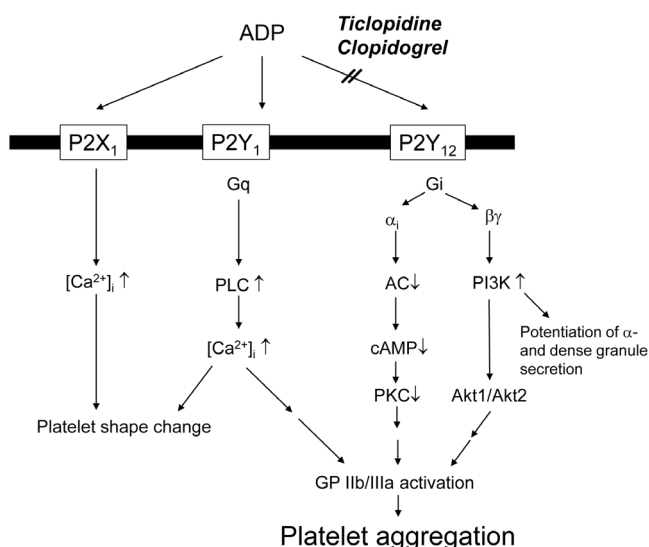 Ticlopidine
Clopidogrel
ADP
P2X₁
P2Y₁
P2Y₁₂
Gq
Gi
αᵢ
βγ
[Ca²⁺]ᵢ ↑
PLC ↑
AC↓
PI3K ↑
[Ca²⁺]ᵢ ↑
cAMP↓
Potentiation of α-
and dense granule
secretion
PKC↓
Akt1/Akt2
Platelet shape change
GP IIb/IIIa activation
Platelet aggregation